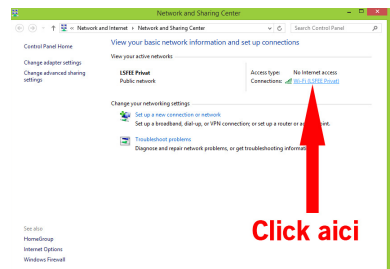 Network and Sharing Center
« Network and Internet › Network and Sharing Center
Search Control Panel
Control Panel Home
Change adapter settings
Change advanced sharing
settings
View your basic network information and set up connections
View your active networks
LSFEE Privat
Public network
Access type: No Internet access
Connections: Wi-Fi (LSFEE Privat)
Change your networking settings
Set up a new connection or network
Set up a broadband, dial-up, or VPN connection; or set up a router or access point.
Troubleshoot problems
Diagnose and repair network problems, or get troubleshooting information.
Click aici
See also
HomeGroup
Internet Options
Windows Firewall